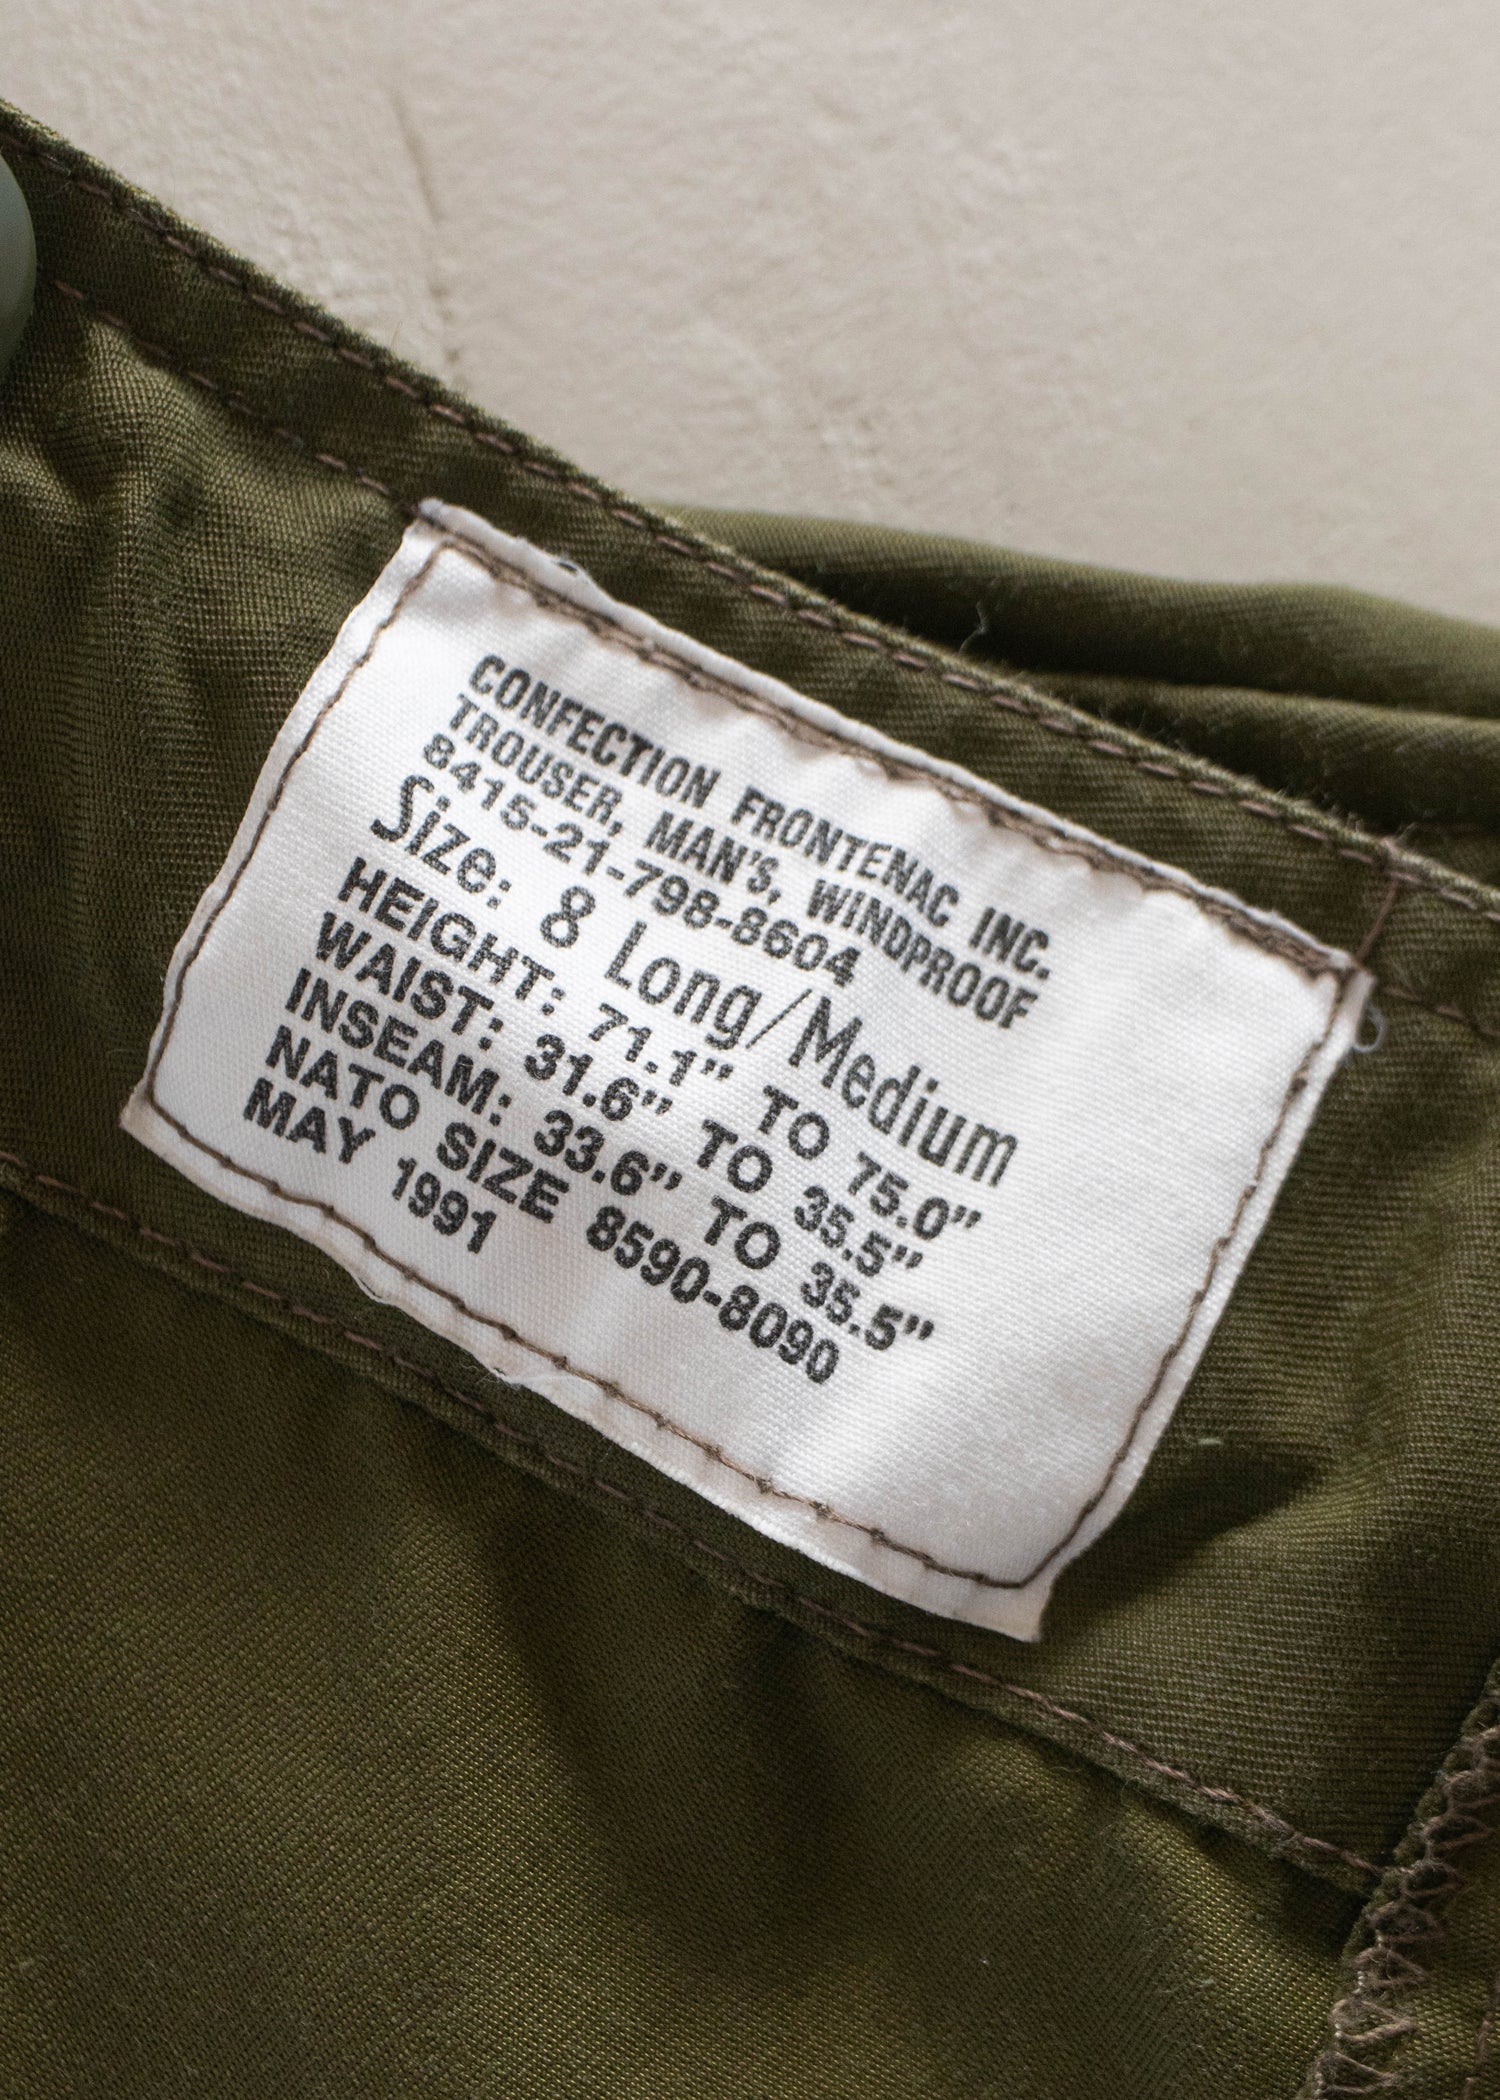 CONFECTION FRONTENAC INC.
TROUSER, MAN'S, WINDPROOF
8415-21-798-8604
Size: 8 Long/Medium
HEIGHT: 71.1" TO 75.0"
WAIST: 31.6" TO 35.5"
INSEAM: 33.6" TO 35.5"
NATO SIZE 8590-8090
MAY 1991